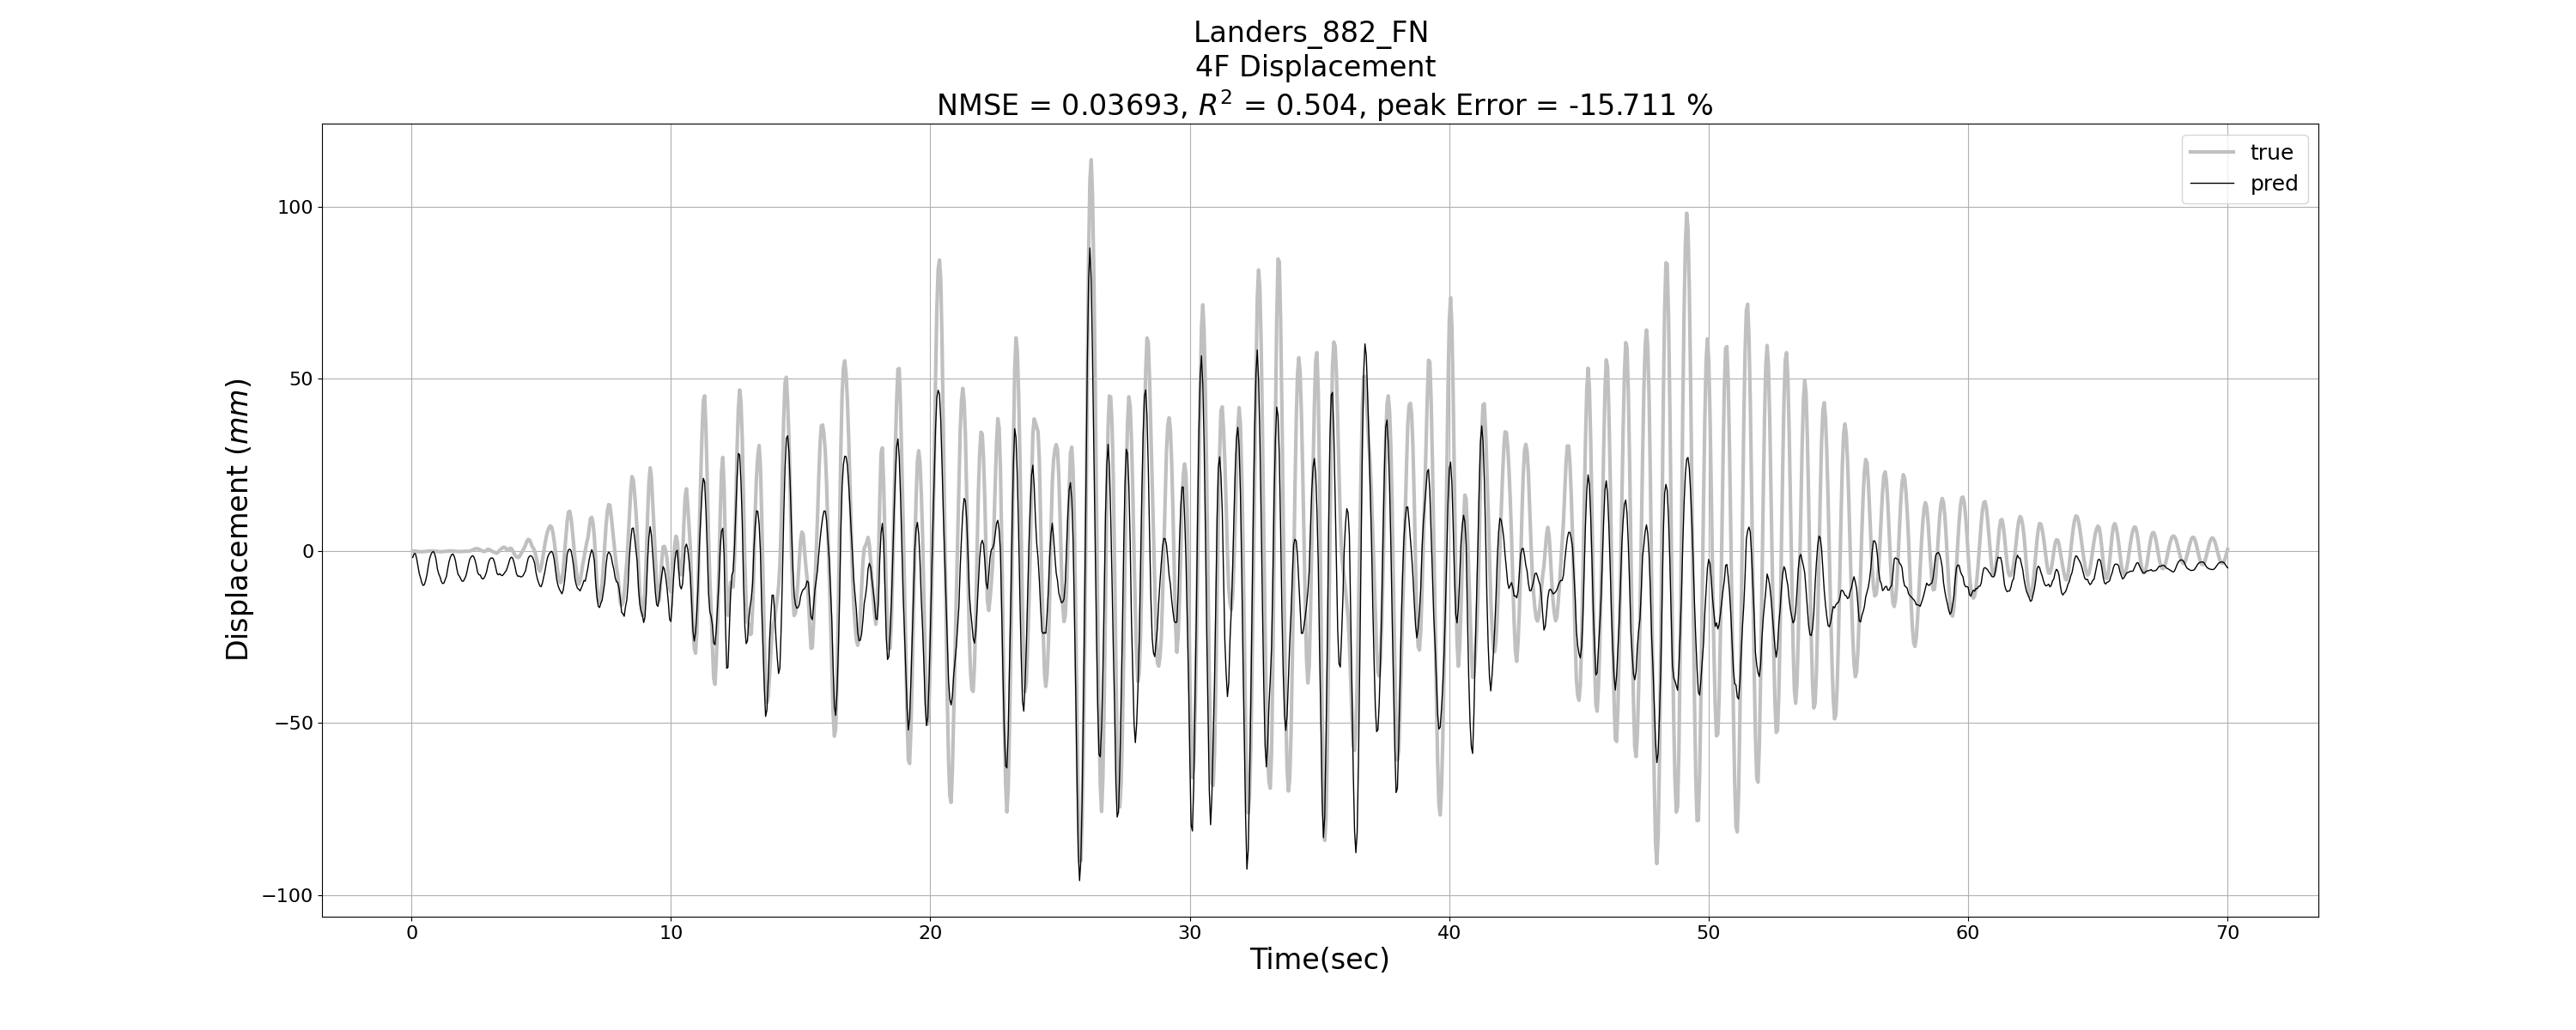 Landers_882_FN
4F Displacement
NMSE = 0.03693, R² = 0.504, peak Error = -15.711 %
true
pred
Displacement (mm)
100
50
0
−50
−100
0 10 20 30 40 50 60 70
Time(sec)